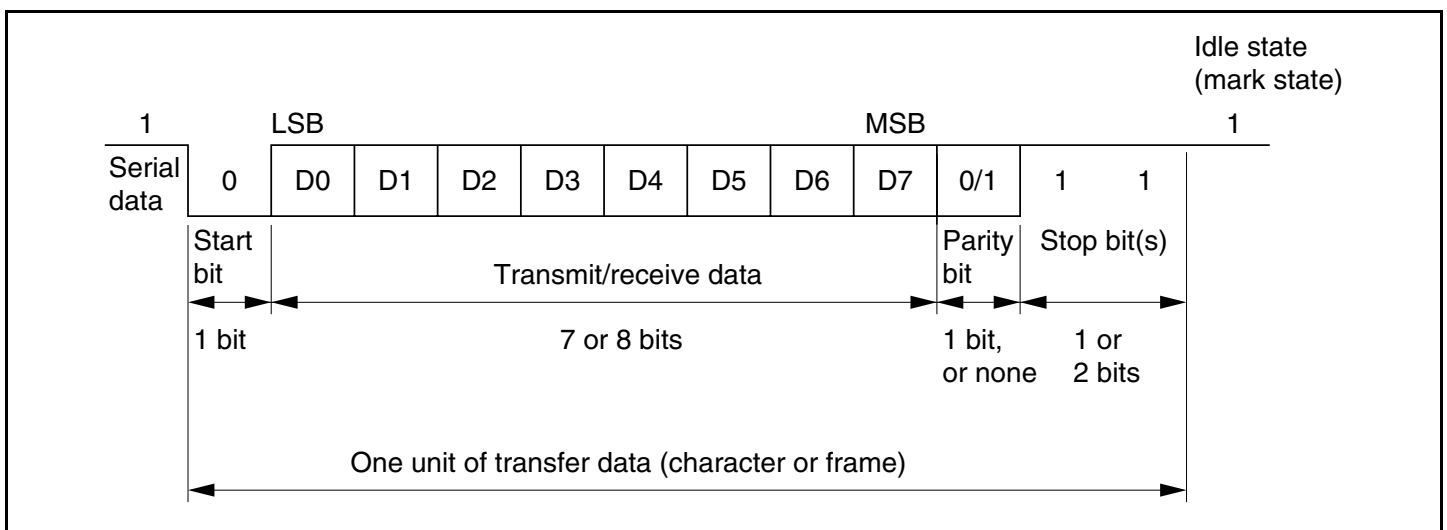 Idle state
(mark state)
1 LSB MSB 1
Serial
data
0 D0 D1 D2 D3 D4 D5 D6 D7 0/1 1 1
Start
bit
Transmit/receive data
Parity
bit
Stop bit(s)
1 bit
7 or 8 bits
1 bit,
or none
1 or
2 bits
One unit of transfer data (character or frame)